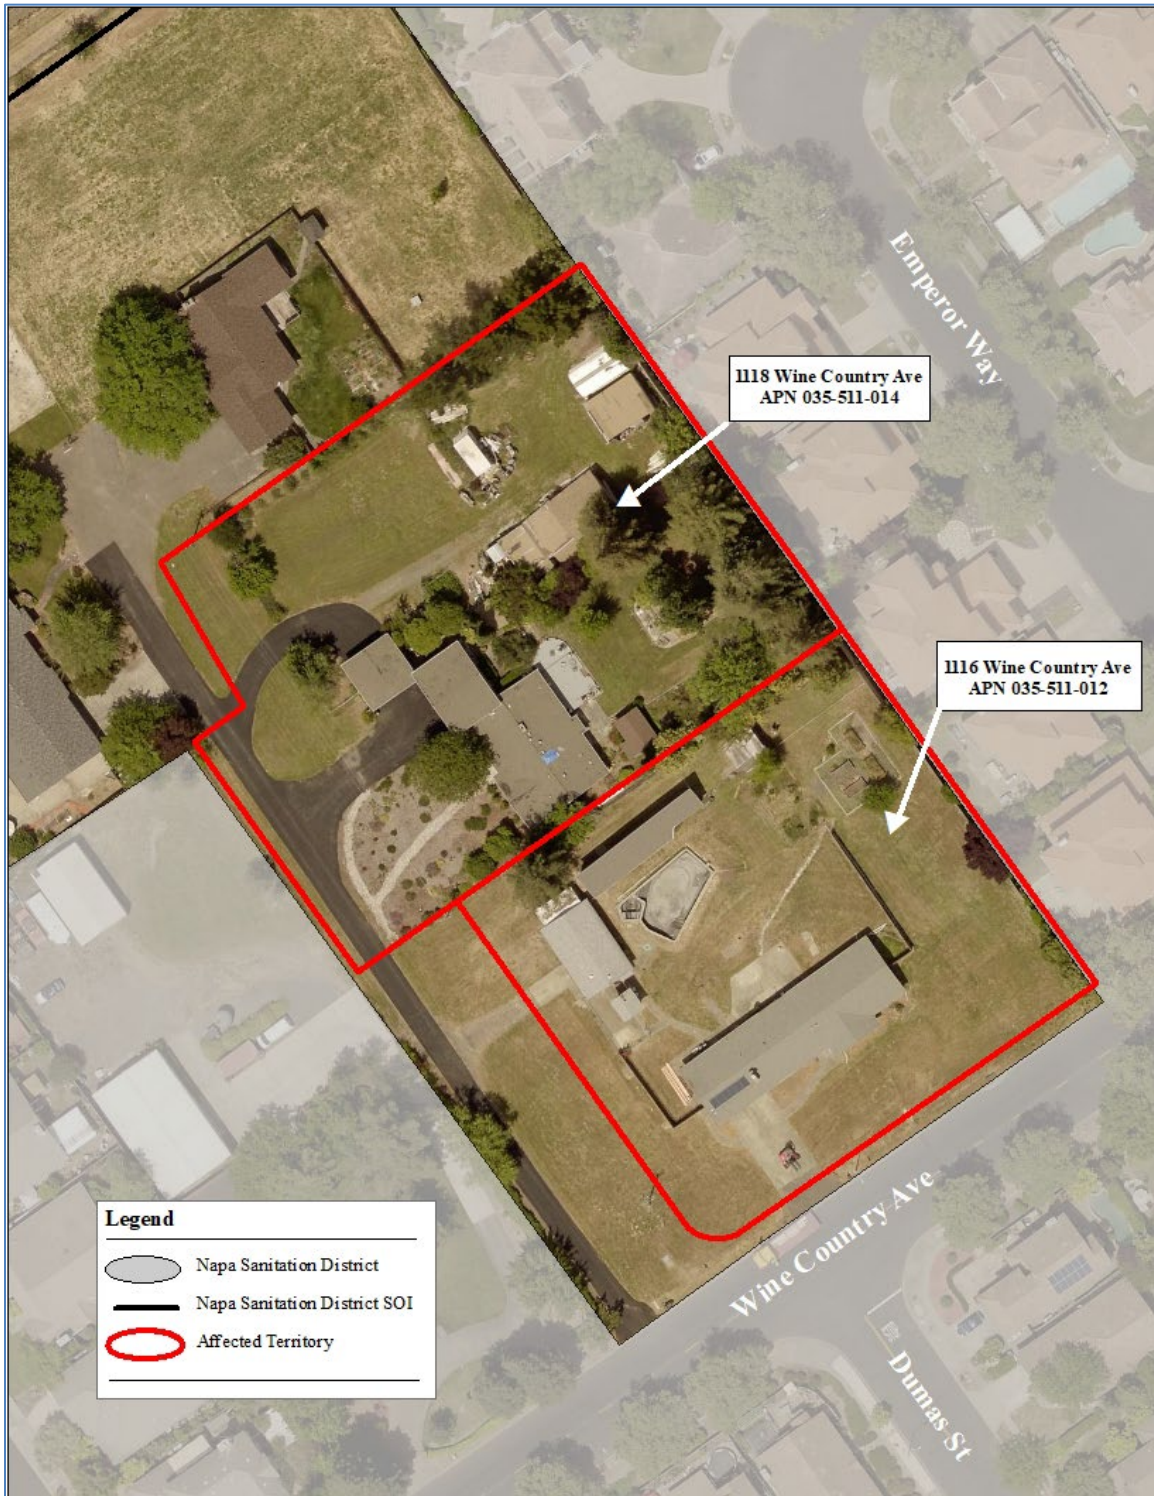 Emperor Way
1118 Wine Country Ave
APN 035-511-014
1116 Wine Country Ave
APN 035-511-012
Wine Country Ave
Dumas St
Legend
Napa Sanitation District
Napa Sanitation District SOI
Affected Territory